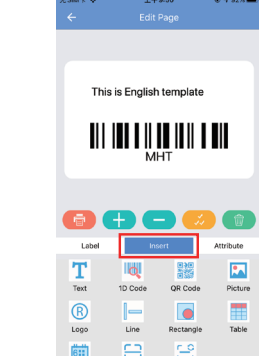 Edit Page
This is English template
MHT
Label Insert Attribute
Text 1D Code QR Code Picture
Logo Line Rectangle Table